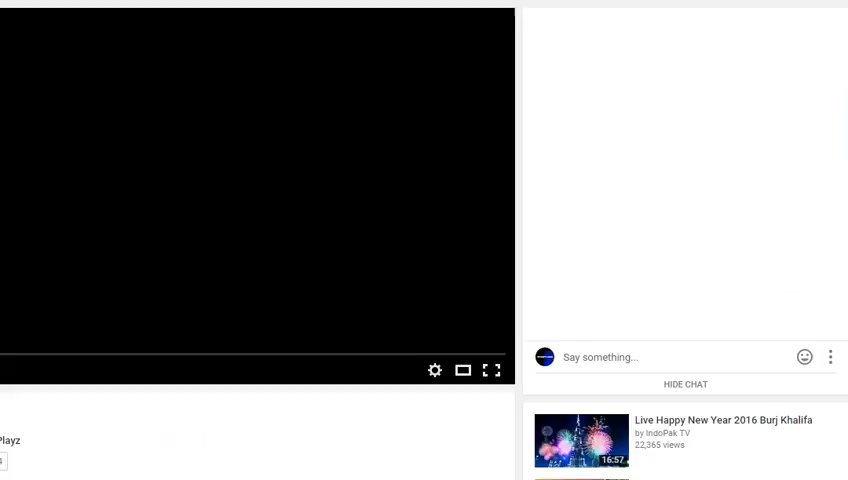 Say something...
HIDE CHAT
Live Happy New Year 2016 Burj Khalifa
by IndoPak TV
22,365 views
16:57
Playz